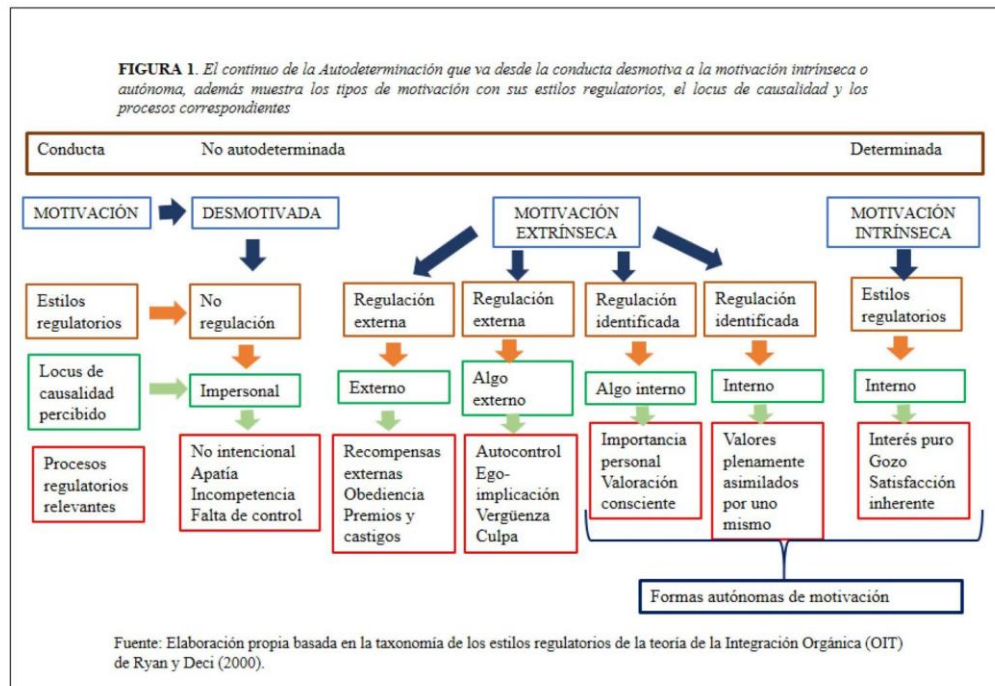 FIGURA 1. El continuo de la Autodeterminación que va desde la conducta desmotiva a la motivación intrínseca o
autónoma, además muestra los tipos de motivación con sus estilos regulatorios, el locus de causalidad y los
procesos correspondientes
Conducta
No autodeterminada
Determinada
MOTIVACIÓN
DESMOTIVADA
MOTIVACIÓN
EXTRÍNSECA
MOTIVACIÓN
INTRÍNSECA
Estilos
regulatorios
No
regulación
Regulación
externa
Regulación
externa
Regulación
identificada
Regulación
identificada
Estilos
regulatorios
Locus de
causalidad
percibido
Impersonal
Externo
Algo
externo
Algo interno
Interno
Interno
Procesos
regulatorios
relevantes
No intencional
Apatía
Incompetencia
Falta de control
Recompensas
externas
Obediencia
Premios y
castigos
Autocontrol
Ego-
implicación
Vergüenza
Culpa
Importancia
personal
Valoración
consciente
Valores
plenamente
asimilados
por uno
mismo
Interés puro
Gozo
Satisfacción
inherente
Formas autónomas de motivación
Fuente: Elaboración propia basada en la taxonomía de los estilos regulatorios de la teoría de la Integración Orgánica (OIT)
de Ryan y Deci (2000).